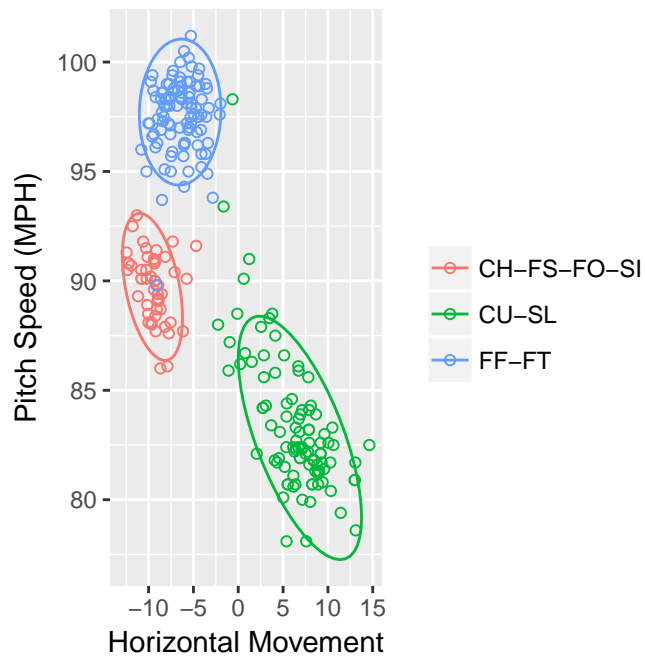 100
95
90
85
80
−10 −5 0 5 10 15
Pitch Speed (MPH)
Horizontal Movement
CH−FS−FO−SI
CU−SL
FF−FT